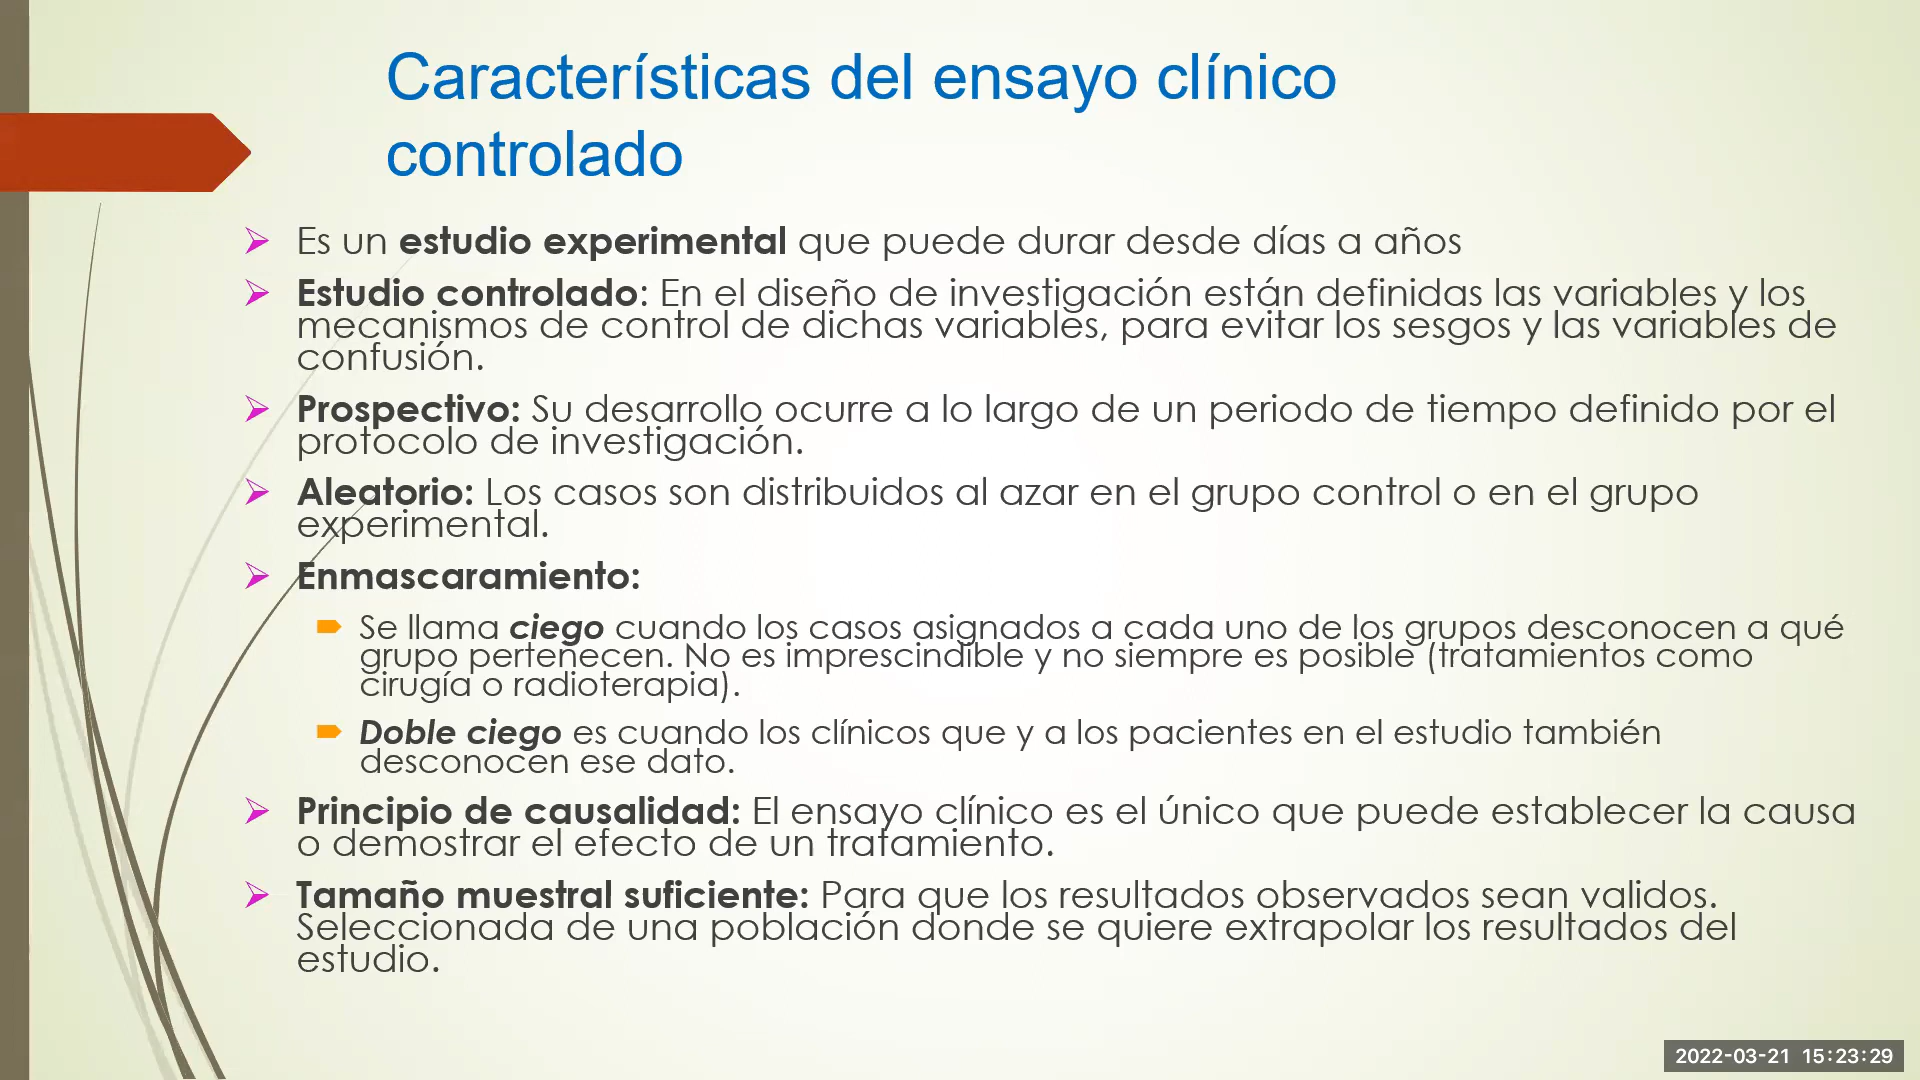 Características del ensayo clínico
controlado
Es un estudio experimental que puede durar desde días a años
Estudio controlado: En el diseño de investigación están definidas las variables y los
mecanismos de control de dichas variables, para evitar los sesgos y las variables de
confusión.
Prospectivo: Su desarrollo ocurre a lo largo de un periodo de tiempo definido por el
protocolo de investigación.
Aleatorio: Los casos son distribuidos al azar en el grupo control o en el grupo
experimental.
Enmascaramiento:
Se llama ciego cuando los casos asignados a cada uno de los grupos desconocen a qué
grupo pertenecen. No es imprescindible y no siempre es posible (tratamientos como
cirugía o radioterapia).
Doble ciego es cuando los clínicos que y a los pacientes en el estudio también
desconocen ese dato.
Principio de causalidad: El ensayo clínico es el único que puede establecer la causa
o demostrar el efecto de un tratamiento.
Tamaño muestral suficiente: Para que los resultados observados sean validos.
Seleccionada de una población donde se quiere extrapolar los resultados del
estudio.
2022-03-21 15:23:29